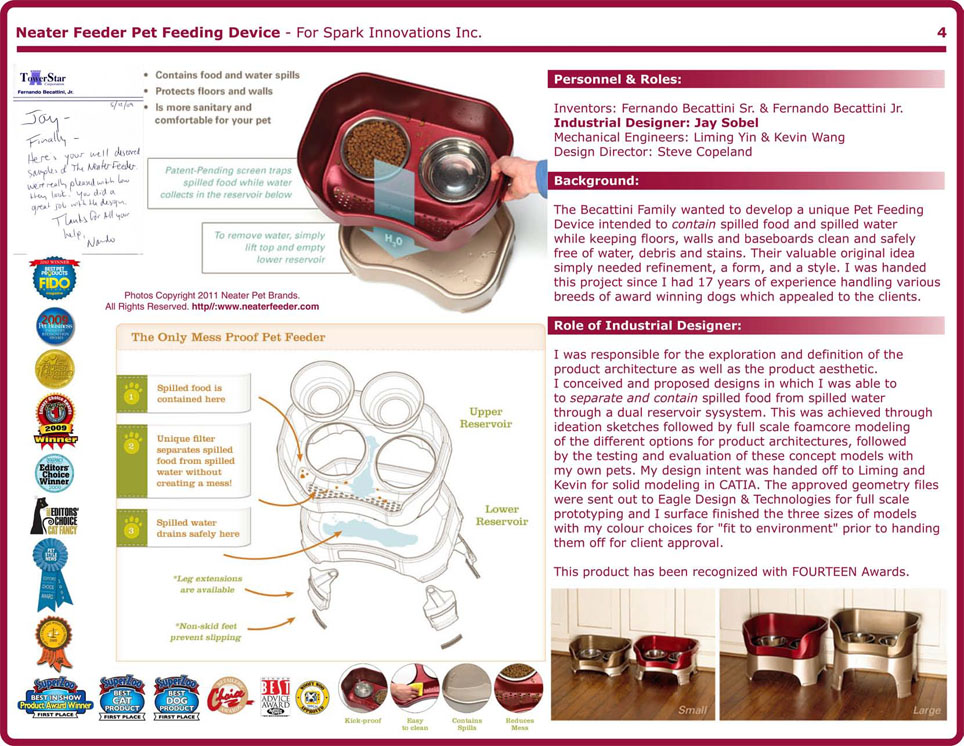 Neater Feeder Pet Feeding Device - For Spark Innovations Inc.
4
TowerStar
Corporation
Fernando Becattini, Jr.
Joy -
Finally -
Here's your well deserved
samples of The Neater Feeder.
We're really pleased with how
they look. You did a
great job with the design.
Thanks for all your
help,
Nando
• Contains food and water spills
• Protects floors and walls
• Is more sanitary and
comfortable for your pet
Patent-Pending screen traps
spilled food while water
collects in the reservoir below
To remove water, simply
lift top and empty
lower reservoir
H₂0
Photos Copyright 2011 Neater Pet Brands.
All Rights Reserved. http//:www.neaterfeeder.com
The Only Mess Proof Pet Feeder
1
Spilled food is
contained here
2
Unique filter
separates spilled
food from spilled
water without
creating a mess!
3
Spilled water
drains safely here
Upper
Reservoir
Lower
Reservoir
*Leg extensions
are available
*Non-skid feet
prevent slipping
WINNER
BEST PET
PRODUCTS
FIDO
2009
Pet Business
2009
Winner
Editors'
Choice
Winner
EDITORS'
CHOICE
CAT FANCY
PET
STYLE
NEWS
SuperZoo
BEST IN SHOW
Product Award Winner
FIRST PLACE
SuperZoo
BEST
CAT
PRODUCT
FIRST PLACE
SuperZoo
BEST
DOG
PRODUCT
FIRST PLACE
Choice
BEST
ADVICE
AWARD
Kick-proof
Easy
to clean
Contains
Spills
Reduces
Mess
Personnel & Roles:
Inventors: Fernando Becattini Sr. & Fernando Becattini Jr.
Industrial Designer: Jay Sobel
Mechanical Engineers: Liming Yin & Kevin Wang
Design Director: Steve Copeland
Background:
The Becattini Family wanted to develop a unique Pet Feeding
Device intended to contain spilled food and spilled water
while keeping floors, walls and baseboards clean and safely
free of water, debris and stains. Their valuable original idea
simply needed refinement, a form, and a style. I was handed
this project since I had 17 years of experience handling various
breeds of award winning dogs which appealed to the clients.
Role of Industrial Designer:
I was responsible for the exploration and definition of the
product architecture as well as the product aesthetic.
I conceived and proposed designs in which I was able to
to separate and contain spilled food from spilled water
through a dual reservoir sysystem. This was achieved through
ideation sketches followed by full scale foamcore modeling
of the different options for product architectures, followed
by the testing and evaluation of these concept models with
my own pets. My design intent was handed off to Liming and
Kevin for solid modeling in CATIA. The approved geometry files
were sent out to Eagle Design & Technologies for full scale
prototyping and I surface finished the three sizes of models
with my colour choices for "fit to environment" prior to handing
them off for client approval.
This product has been recognized with FOURTEEN Awards.
Small
Large